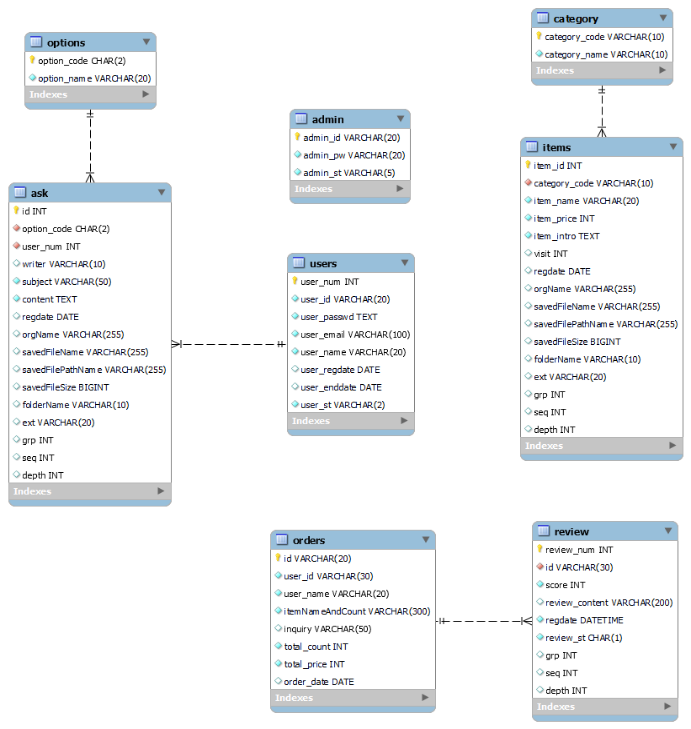 options
option_code CHAR(2)
option_name VARCHAR(20)
Indexes
category
category_code VARCHAR(10)
category_name VARCHAR(10)
Indexes
admin
admin_id VARCHAR(20)
admin_pw VARCHAR(20)
admin_st VARCHAR(5)
Indexes
items
item_id INT
category_code VARCHAR(10)
item_name VARCHAR(20)
item_price INT
item_intro TEXT
visit INT
regdate DATE
orgName VARCHAR(255)
savedFileName VARCHAR(255)
savedFilePathName VARCHAR(255)
savedFileSize BIGINT
folderName VARCHAR(10)
ext VARCHAR(20)
grp INT
seq INT
depth INT
Indexes
ask
id INT
option_code CHAR(2)
user_num INT
writer VARCHAR(10)
subject VARCHAR(50)
content TEXT
regdate DATE
orgName VARCHAR(255)
savedFileName VARCHAR(255)
savedFilePathName VARCHAR(255)
savedFileSize BIGINT
folderName VARCHAR(10)
ext VARCHAR(20)
grp INT
seq INT
depth INT
Indexes
users
user_num INT
user_id VARCHAR(20)
user_passwd TEXT
user_email VARCHAR(100)
user_name VARCHAR(20)
user_regdate DATE
user_enddate DATE
user_st VARCHAR(2)
Indexes
orders
id VARCHAR(20)
user_id VARCHAR(30)
user_name VARCHAR(20)
itemNameAndCount VARCHAR(300)
inquiry VARCHAR(50)
total_count INT
total_price INT
order_date DATE
Indexes
review
review_num INT
id VARCHAR(30)
score INT
review_content VARCHAR(200)
regdate DATETIME
review_st CHAR(1)
grp INT
seq INT
depth INT
Indexes